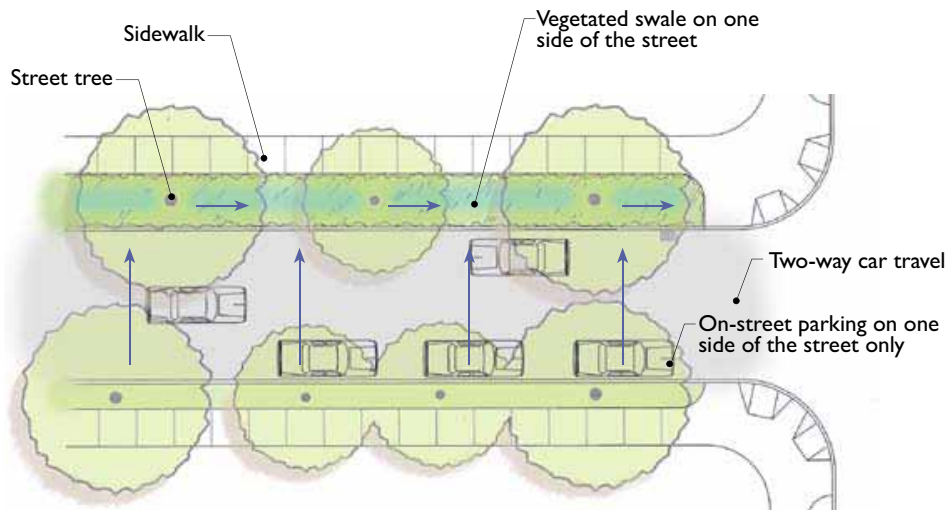 Vegetated swale on one
side of the street
Sidewalk
Street tree
Two-way car travel
On-street parking on one
side of the street only